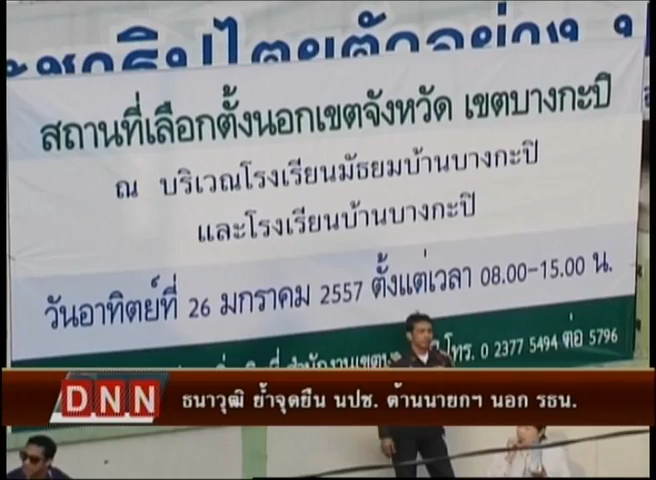 สถานที่เลือกตั้งนอกเขตจังหวัด เขตบางกะปิ
ณ บริเวณโรงเรียนมัธยมบ้านบางกะปิ
และโรงเรียนบ้านบางกะปิ
วันอาทิตย์ที่ 26 มกราคม 2557 ตั้งแต่เวลา 08.00-15.00 น.
โทร. 0 2377 5494 ต่อ 5796
DNN ธนาวุฒิ ย้ำจุดยืน นปช. ต้านนายกฯ นอก รธน.